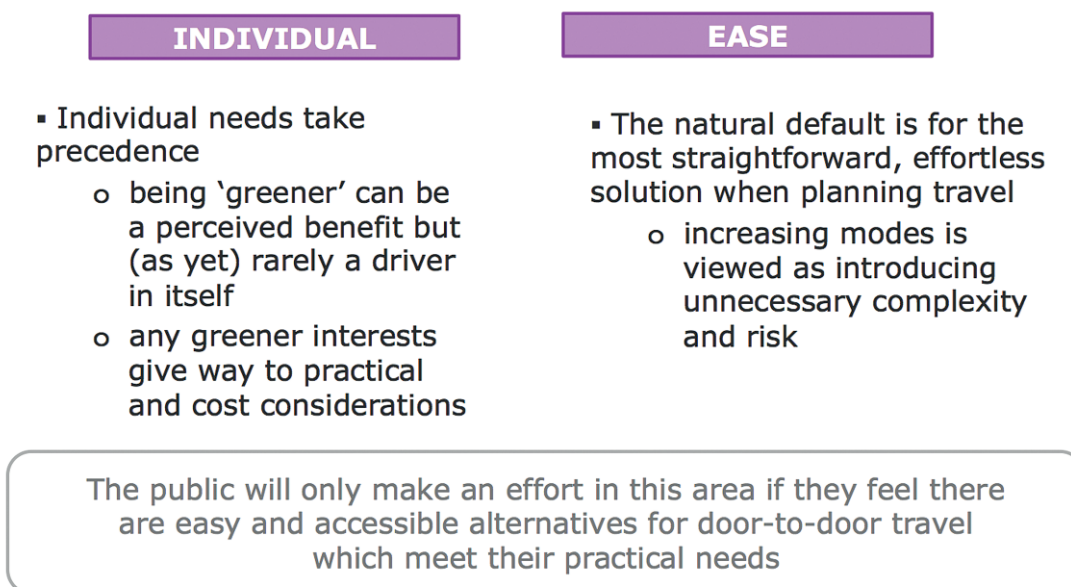 INDIVIDUAL
▪ Individual needs take
precedence
o being ‘greener’ can be
a perceived benefit but
(as yet) rarely a driver
in itself
o any greener interests
give way to practical
and cost considerations
EASE
▪ The natural default is for the
most straightforward, effortless
solution when planning travel
o increasing modes is
viewed as introducing
unnecessary complexity
and risk
The public will only make an effort in this area if they feel there
are easy and accessible alternatives for door-to-door travel
which meet their practical needs